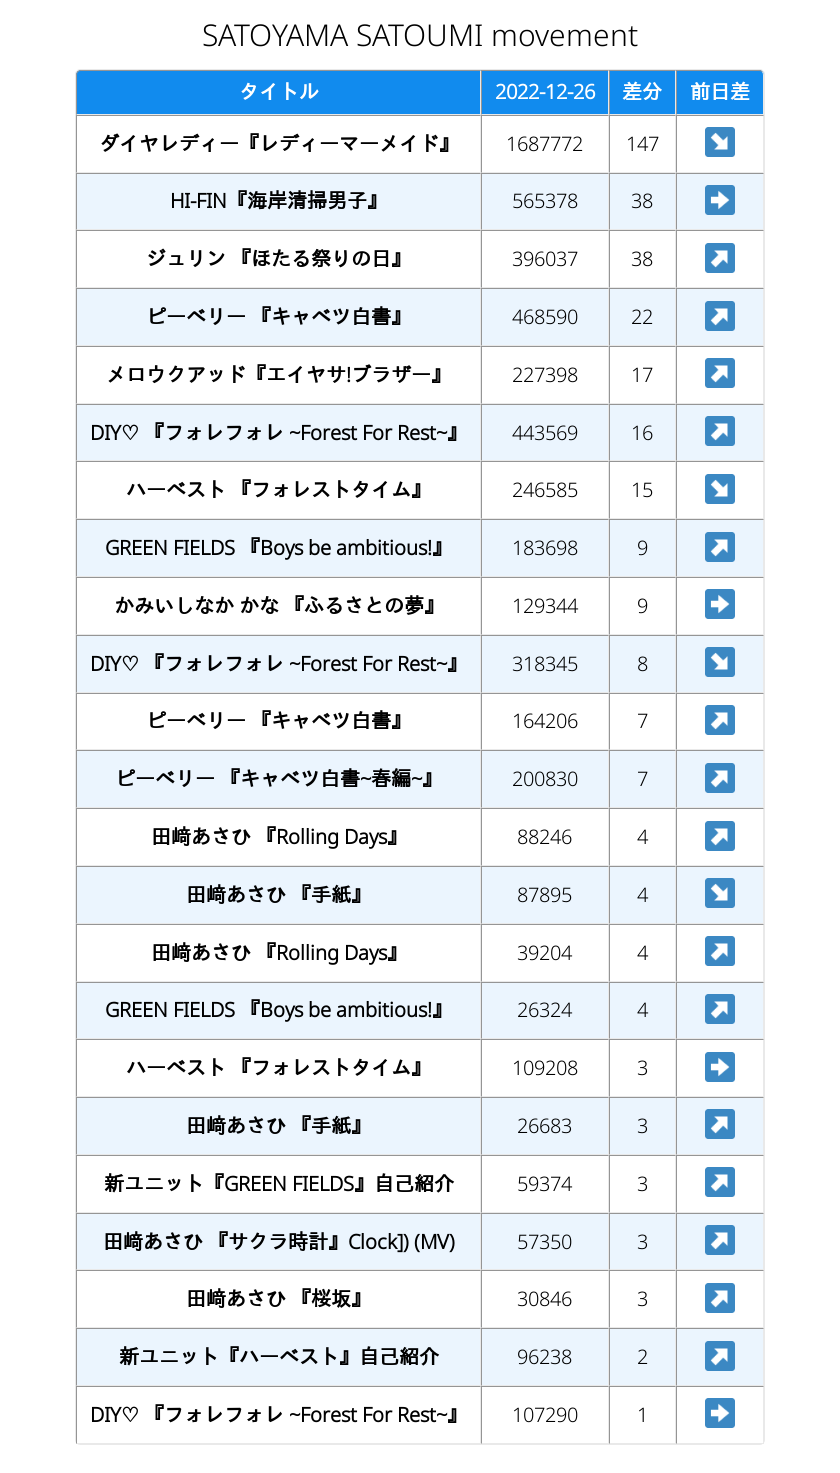 SATOYAMA SATOUMI movement
タイトル 2022-12-26 差分 前日差
ダイヤレディー『レディーマーメイド』 1687772 147 ↘
HI-FIN『海岸清掃男子』 565378 38 ➡
ジュリン 『ほたる祭りの日』 396037 38 ↗
ピーベリー 『キャベツ白書』 468590 22 ↗
メロウクアッド『エイヤサ!ブラザー』 227398 17 ↗
DIY♡ 『フォレフォレ ~Forest For Rest~』 443569 16 ↗
ハーベスト 『フォレストタイム』 246585 15 ↘
GREEN FIELDS 『Boys be ambitious!』 183698 9 ↗
かみいしなか かな 『ふるさとの夢』 129344 9 ➡
DIY♡ 『フォレフォレ ~Forest For Rest~』 318345 8 ↘
ピーベリー 『キャベツ白書』 164206 7 ↗
ピーベリー 『キャベツ白書~春編~』 200830 7 ↗
田﨑あさひ 『Rolling Days』 88246 4 ↗
田﨑あさひ 『手紙』 87895 4 ↘
田﨑あさひ 『Rolling Days』 39204 4 ↗
GREEN FIELDS 『Boys be ambitious!』 26324 4 ↗
ハーベスト 『フォレストタイム』 109208 3 ➡
田﨑あさひ 『手紙』 26683 3 ↗
新ユニット『GREEN FIELDS』自己紹介 59374 3 ↗
田﨑あさひ 『サクラ時計』Clock]) (MV) 57350 3 ↗
田﨑あさひ 『桜坂』 30846 3 ↗
新ユニット『ハーベスト』自己紹介 96238 2 ↗
DIY♡ 『フォレフォレ ~Forest For Rest~』 107290 1 ➡